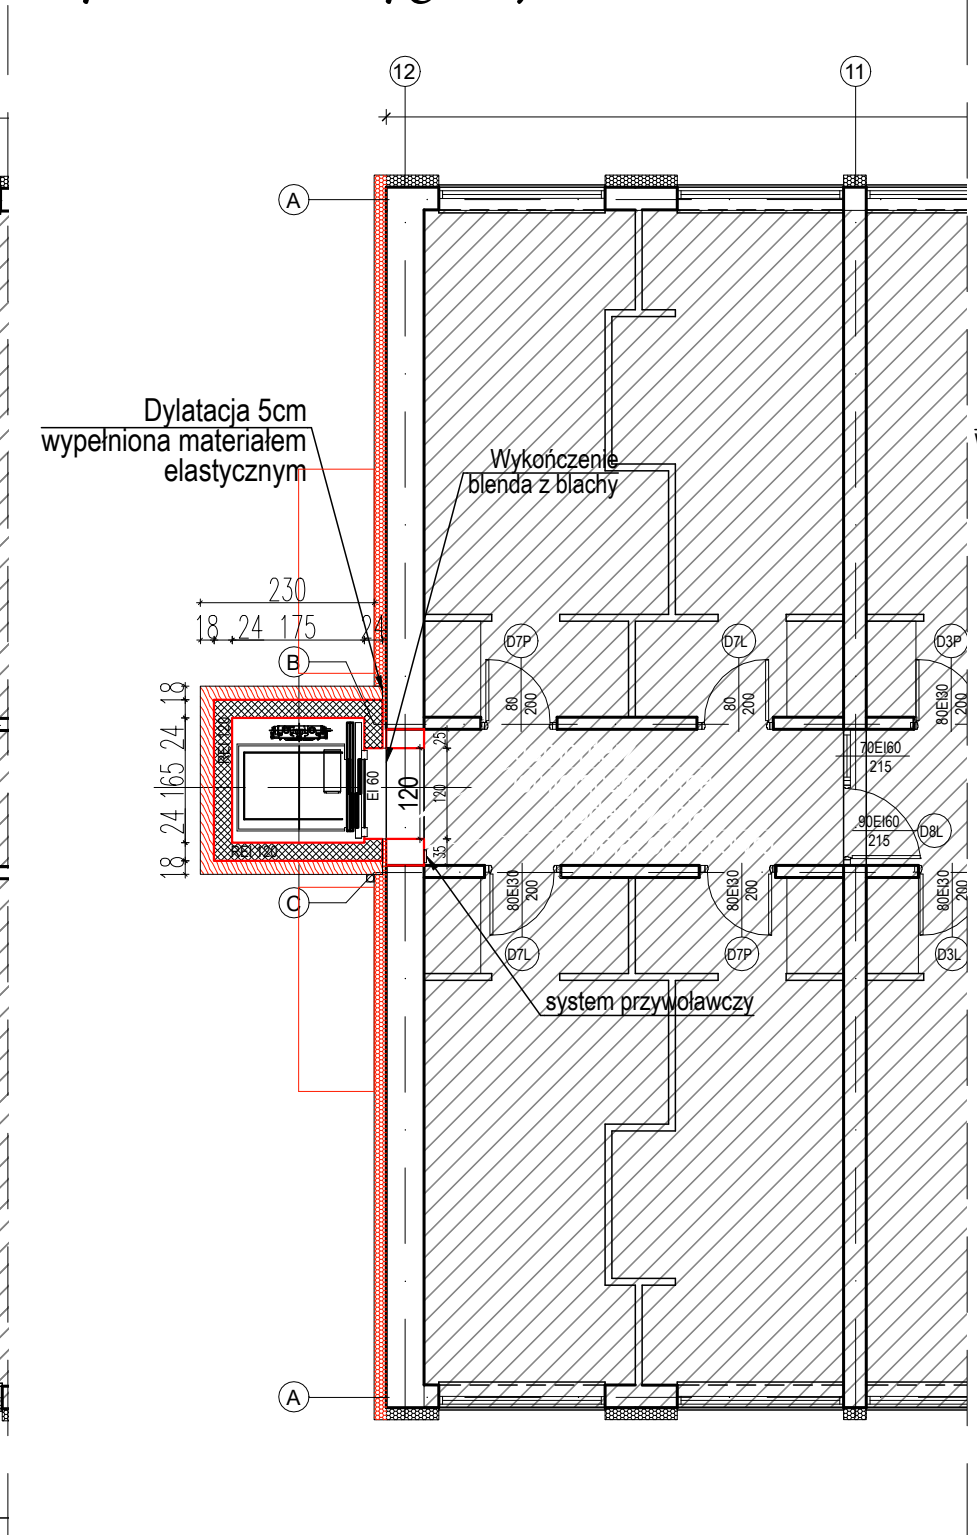 12
11
A
Dylatacja 5cm
wypełniona materiałem
elastycznym
Wykończenie
blenda z blachy
230
18
24
175
24
B
D7P
D7L
D3P
80
200
80
200
80EI30
200
18
24
165
24
18
REI 120
REI 120
EI 60
120
25
120
35
70EI60
215
90EI60
215
D8L
C
80EI30
200
80EI30
200
80EI30
200
D7L
D7P
D3L
system przywoławczy
A